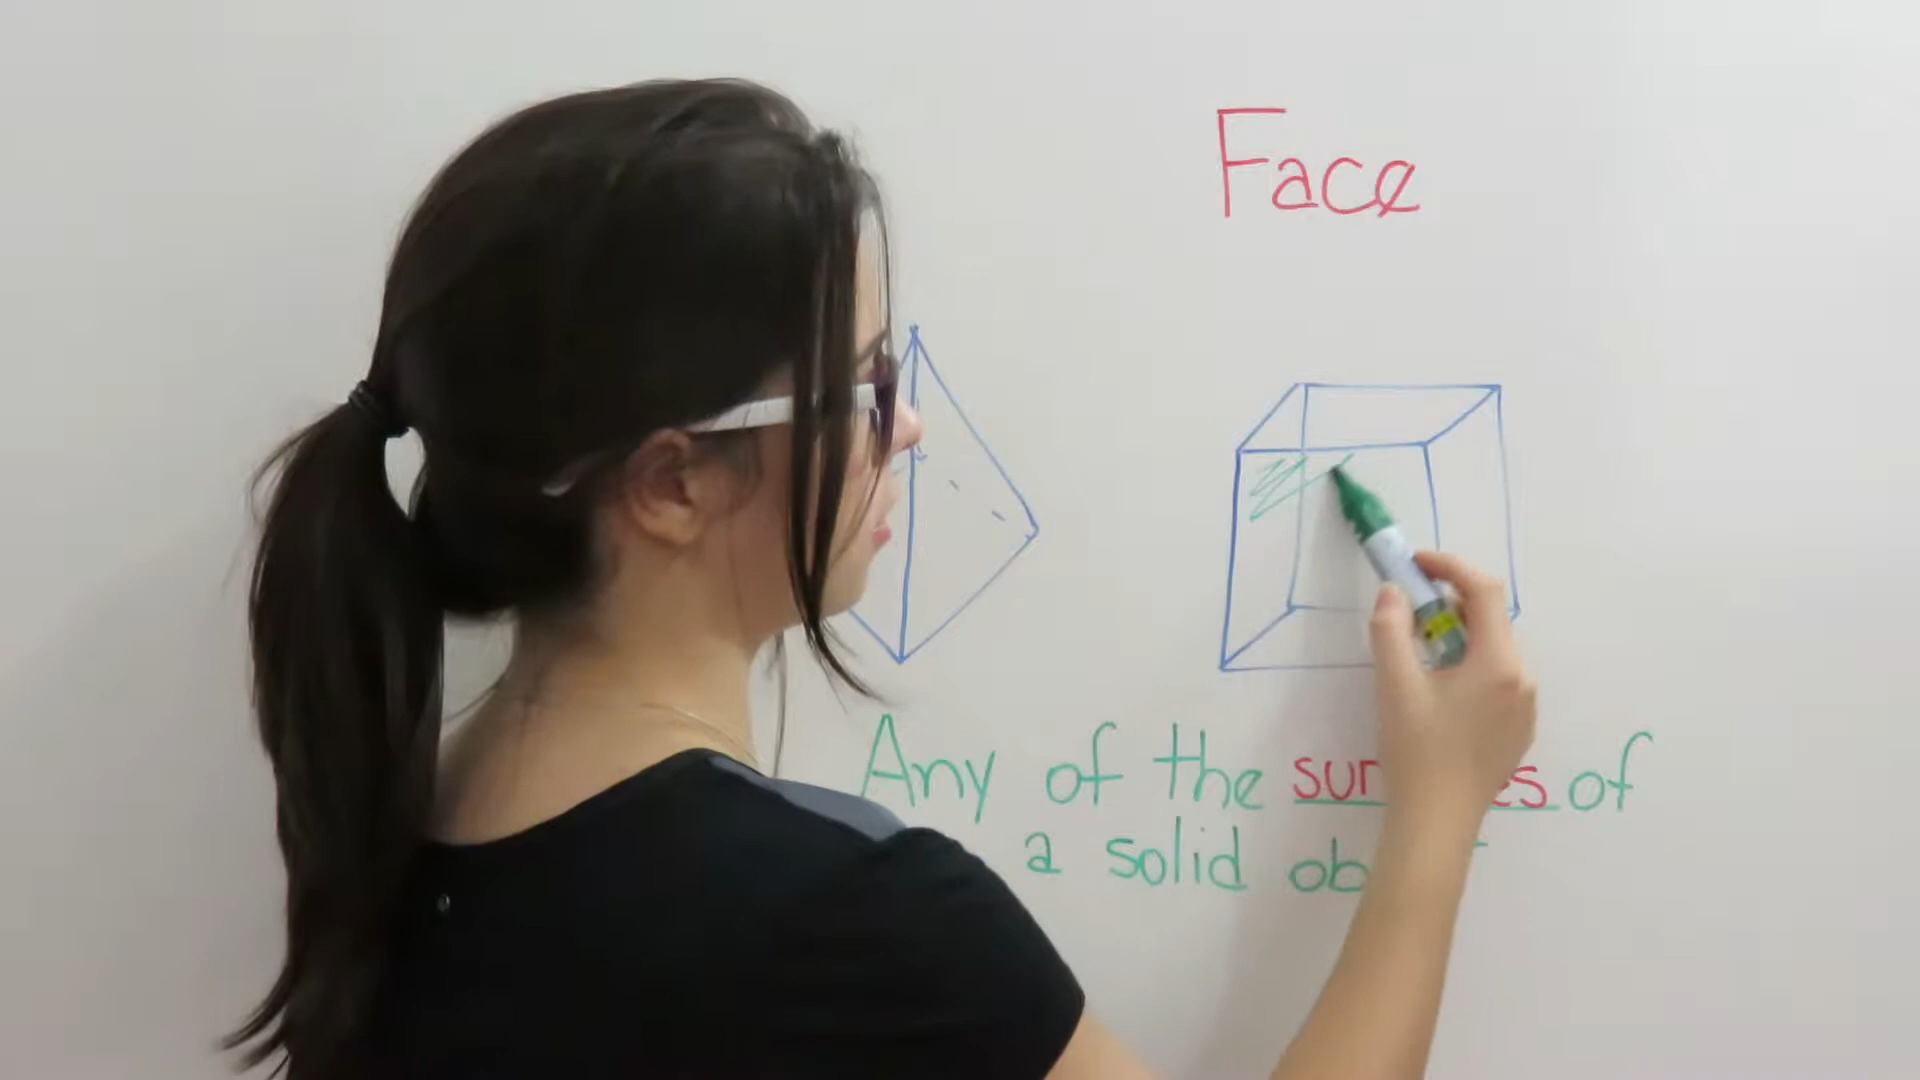 Face
Any of the of
a solid